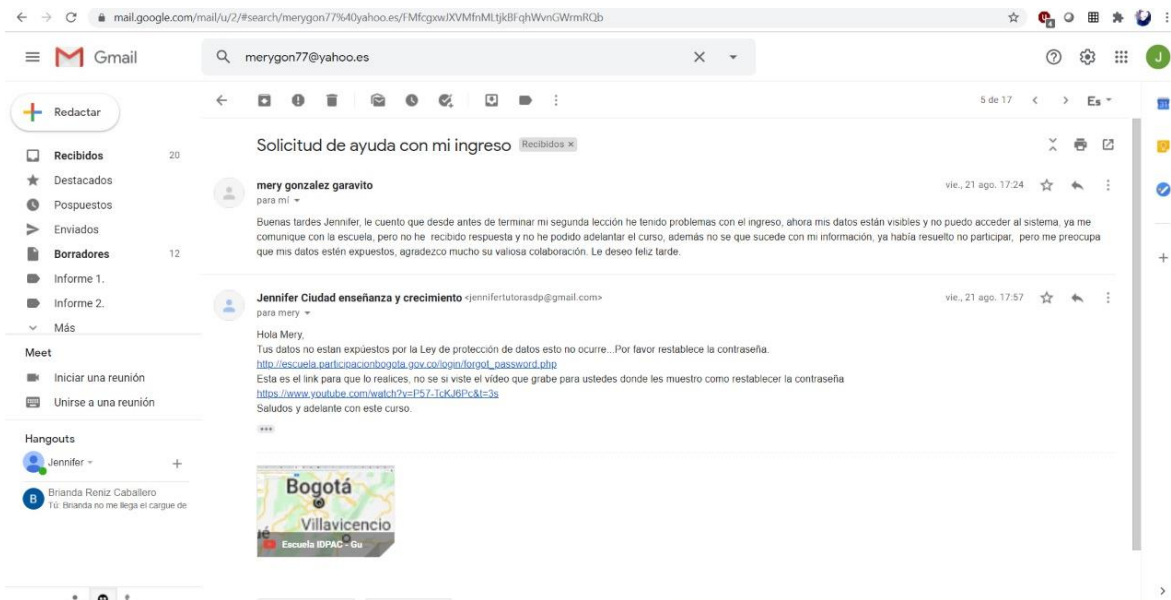 mail.google.com/mail/u/2/#search/merygon77%40yahoo.es/FMfcgxwJXVMfnMLtjkBFqhWvnGWrmRQb
Gmail
merygon77@yahoo.es
J
Redactar
5 de 17
Es
Solicitud de ayuda con mi ingreso Recibidos ×
Recibidos 20
Destacados
Pospuestos
Enviados
Borradores 12
Informe 1.
Informe 2.
Más
Meet
Iniciar una reunión
Unirse a una reunión
Hangouts
Jennifer
B
Brianda Reniz Caballero
Tú: Brianda no me llega el cargue de
mery gonzalez garavito
vie., 21 ago. 17:24
para mí
Buenas tardes Jennifer, le cuento que desde antes de terminar mi segunda lección he tenido problemas con el ingreso, ahora mis datos están visibles y no puedo acceder al sistema, ya me
comunique con la escuela, pero no he recibido respuesta y no he podido adelantar el curso, además no se que sucede con mi información, ya había resuelto no participar, pero me preocupa
que mis datos estén expuestos, agradezco mucho su valiosa colaboración. Le deseo feliz tarde.
Jennifer Ciudad enseñanza y crecimiento <jennifertutorasdp@gmail.com>
vie., 21 ago. 17:57
para mery
Hola Mery,
Tus datos no estan expúestos por la Ley de protección de datos esto no ocurre...Por favor restablece la contraseña.
http://escuela.participacionbogota.gov.co/login/forgot_password.php
Esta es el link para que lo realices, no se si viste el vídeo que grabe para ustedes donde les muestro como restablecer la contraseña
https://www.youtube.com/watch?v=P57-TcKJ6Pc&t=3s
Saludos y adelante con este curso.
Bogotá
Villavicencio
Escuela IDPAC - Gu